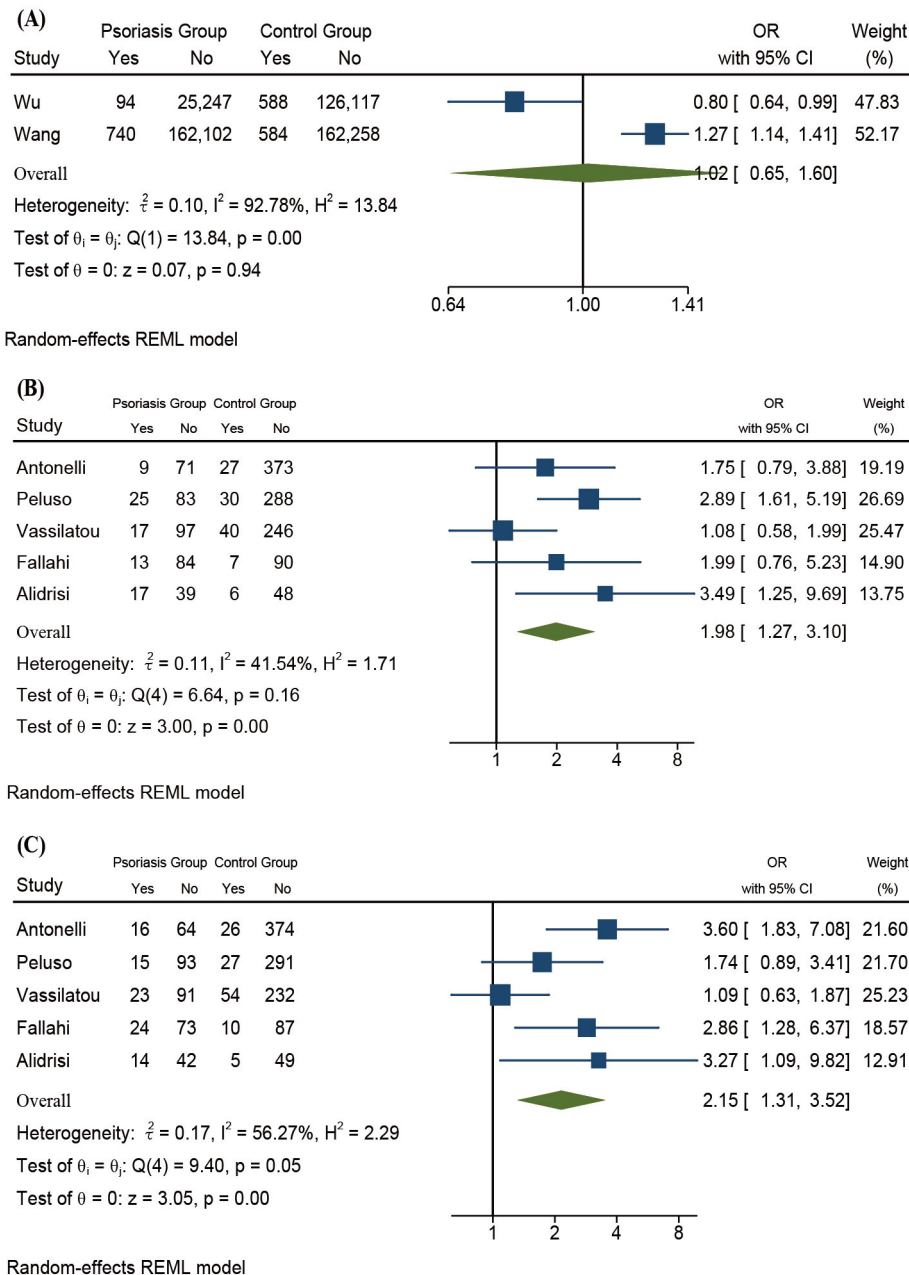 (A)
Psoriasis Group Control Group OR Weight
Study Yes No Yes No with 95% CI (%)
Wu 94 25,247 588 126,117 0.80 [ 0.64, 0.99] 47.83
Wang 740 162,102 584 162,258 1.27 [ 1.14, 1.41] 52.17
Overall 1.02 [ 0.65, 1.60]
Heterogeneity: τ² = 0.10, I² = 92.78%, H² = 13.84
Test of θi = θj: Q(1) = 13.84, p = 0.00
Test of θ = 0: z = 0.07, p = 0.94
0.64 1.00 1.41
Random-effects REML model
(B)
Psoriasis Group Control Group OR Weight
Study Yes No Yes No with 95% CI (%)
Antonelli 9 71 27 373 1.75 [ 0.79, 3.88] 19.19
Peluso 25 83 30 288 2.89 [ 1.61, 5.19] 26.69
Vassilatou 17 97 40 246 1.08 [ 0.58, 1.99] 25.47
Fallahi 13 84 7 90 1.99 [ 0.76, 5.23] 14.90
Alidrisi 17 39 6 48 3.49 [ 1.25, 9.69] 13.75
Overall 1.98 [ 1.27, 3.10]
Heterogeneity: τ² = 0.11, I² = 41.54%, H² = 1.71
Test of θi = θj: Q(4) = 6.64, p = 0.16
Test of θ = 0: z = 3.00, p = 0.00
1 2 4 8
Random-effects REML model
(C)
Psoriasis Group Control Group OR Weight
Study Yes No Yes No with 95% CI (%)
Antonelli 16 64 26 374 3.60 [ 1.83, 7.08] 21.60
Peluso 15 93 27 291 1.74 [ 0.89, 3.41] 21.70
Vassilatou 23 91 54 232 1.09 [ 0.63, 1.87] 25.23
Fallahi 24 73 10 87 2.86 [ 1.28, 6.37] 18.57
Alidrisi 14 42 5 49 3.27 [ 1.09, 9.82] 12.91
Overall 2.15 [ 1.31, 3.52]
Heterogeneity: τ² = 0.17, I² = 56.27%, H² = 2.29
Test of θi = θj: Q(4) = 9.40, p = 0.05
Test of θ = 0: z = 3.05, p = 0.00
1 2 4 8
Random-effects REML model